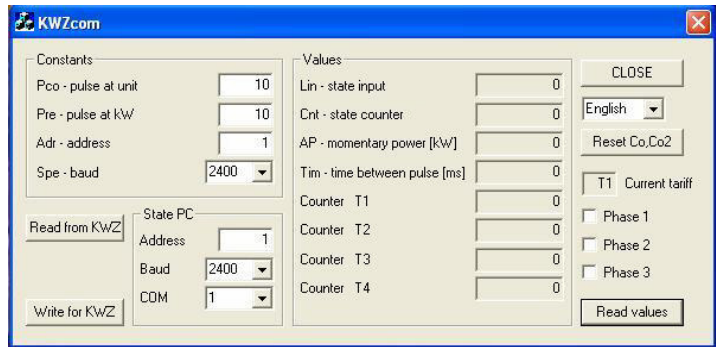 KWZcom
Constants
Pco - pulse at unit 10
Pre - pulse at kW 10
Adr - address 1
Spe - baud 2400
Read from KWZ
Write for KWZ
State PC
Address 1
Baud 2400
COM 1
Values
Lin - state input 0
Cnt - state counter 0
AP - momentary power [kW] 0
Tim - time between pulse [ms] 0
Counter T1 0
Counter T2 0
Counter T3 0
Counter T4 0
CLOSE
English
Reset Co,Co2
T1 Current tariff
Phase 1
Phase 2
Phase 3
Read values